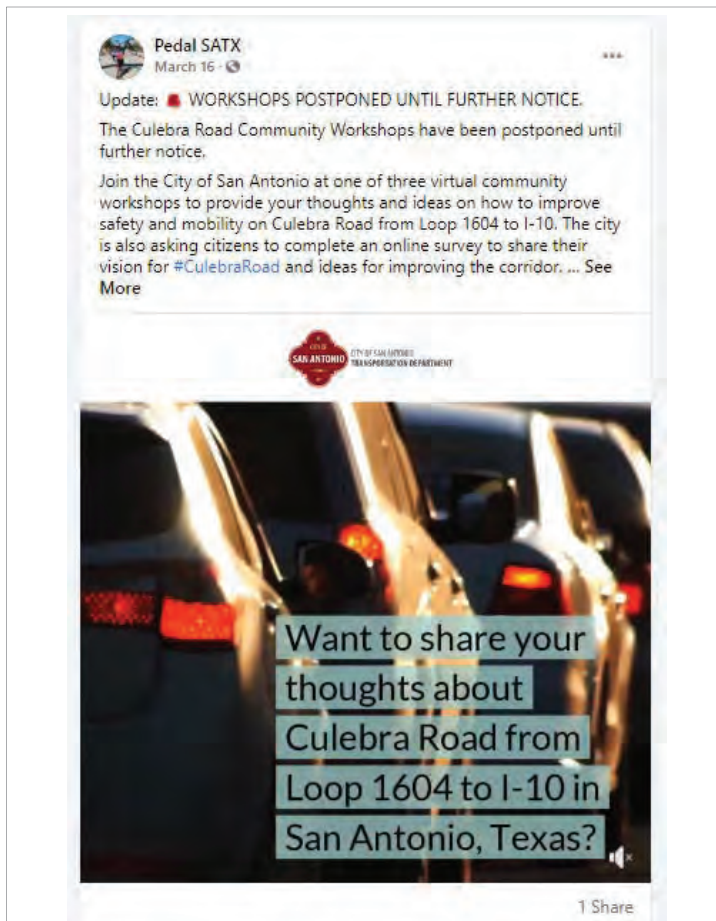 Pedal SATX
March 16
Update: WORKSHOPS POSTPONED UNTIL FURTHER NOTICE.
The Culebra Road Community Workshops have been postponed until
further notice.
Join the City of San Antonio at one of three virtual community
workshops to provide your thoughts and ideas on how to improve
safety and mobility on Culebra Road from Loop 1604 to I-10. The city
is also asking citizens to complete an online survey to share their
vision for #CulebraRoad and ideas for improving the corridor. ... See
More
CITY OF
SAN ANTONIO
CITY OF SAN ANTONIO
TRANSPORTATION DEPARTMENT
Want to share your
thoughts about
Culebra Road from
Loop 1604 to I-10 in
San Antonio, Texas?
1 Share